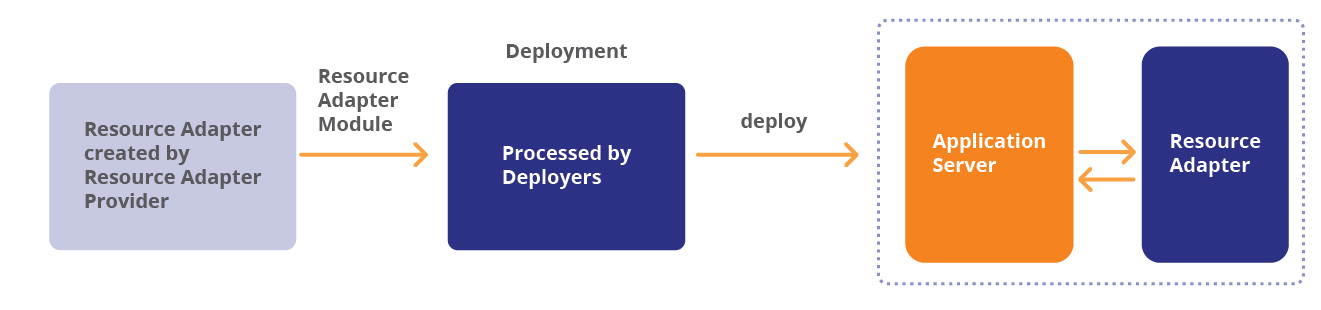 Resource Adapter
created by
Resource Adapter
Provider
Resource
Adapter
Module
Deployment
Processed by
Deployers
deploy
Application
Server
Resource
Adapter